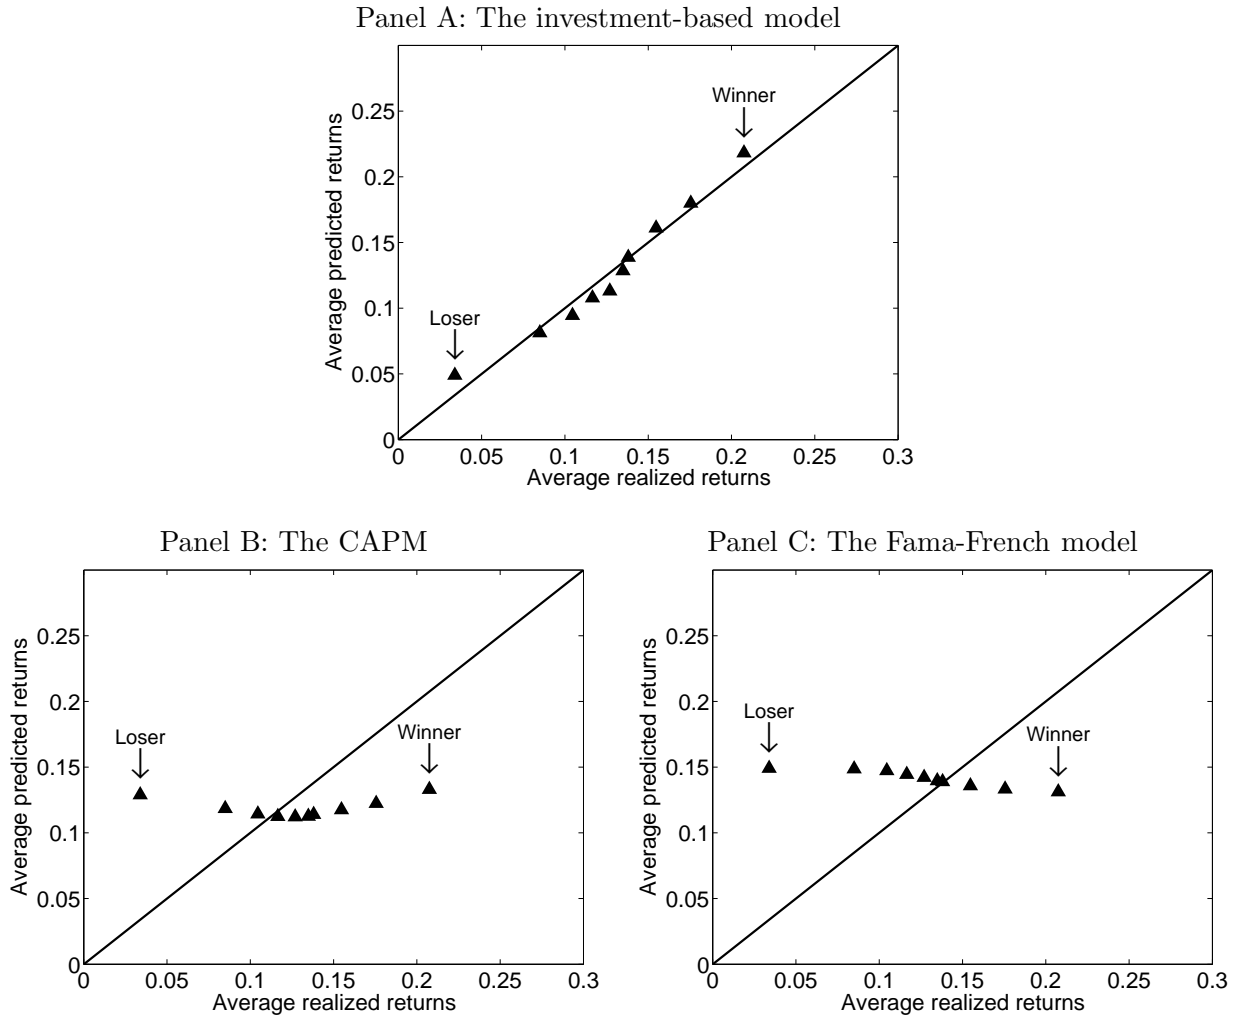 Panel A: The investment-based model
Average predicted returns
0.25
0.2
0.15
0.1
0.05
0
Winner
Loser
0 0.05 0.1 0.15 0.2 0.25 0.3
Average realized returns
Panel B: The CAPM
Average predicted returns
0.25
0.2
0.15
0.1
0.05
0
Loser
Winner
0 0.05 0.1 0.15 0.2 0.25 0.3
Average realized returns
Panel C: The Fama-French model
Average predicted returns
0.25
0.2
0.15
0.1
0.05
0
Loser
Winner
0 0.05 0.1 0.15 0.2 0.25 0.3
Average realized returns